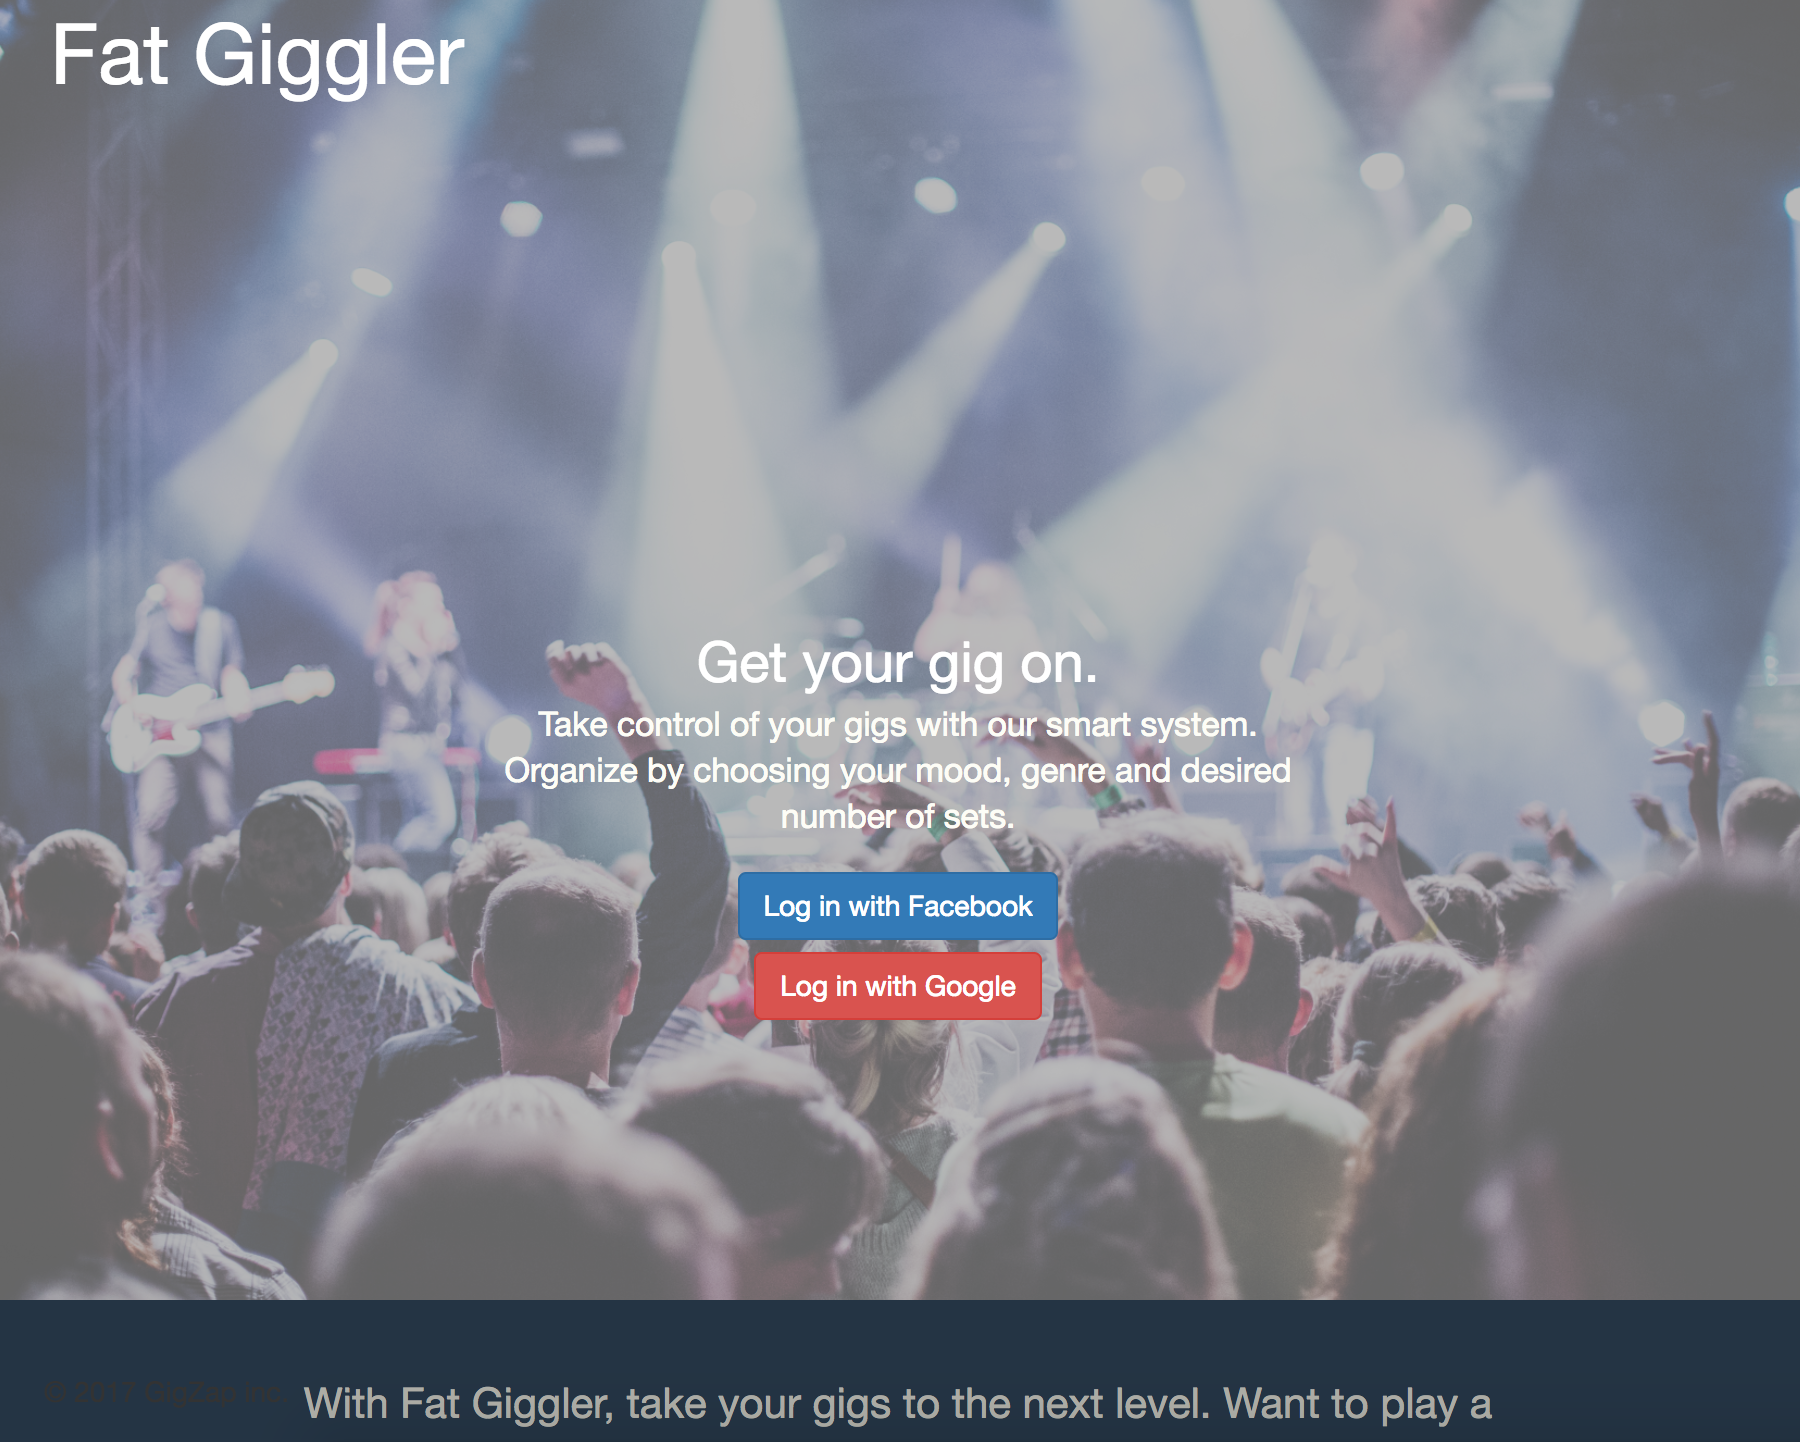 Fat Giggler
Get your gig on.
Take control of your gigs with our smart system.
Organize by choosing your mood, genre and desired
number of sets.
Log in with Facebook
Log in with Google
© 2017 GigZap Inc.
With Fat Giggler, take your gigs to the next level. Want to play a